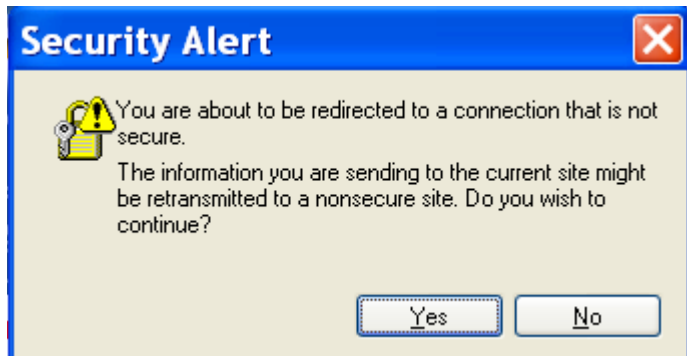 Security Alert
You are about to be redirected to a connection that is not
secure.
The information you are sending to the current site might
be retransmitted to a nonsecure site. Do you wish to
continue?
Yes No